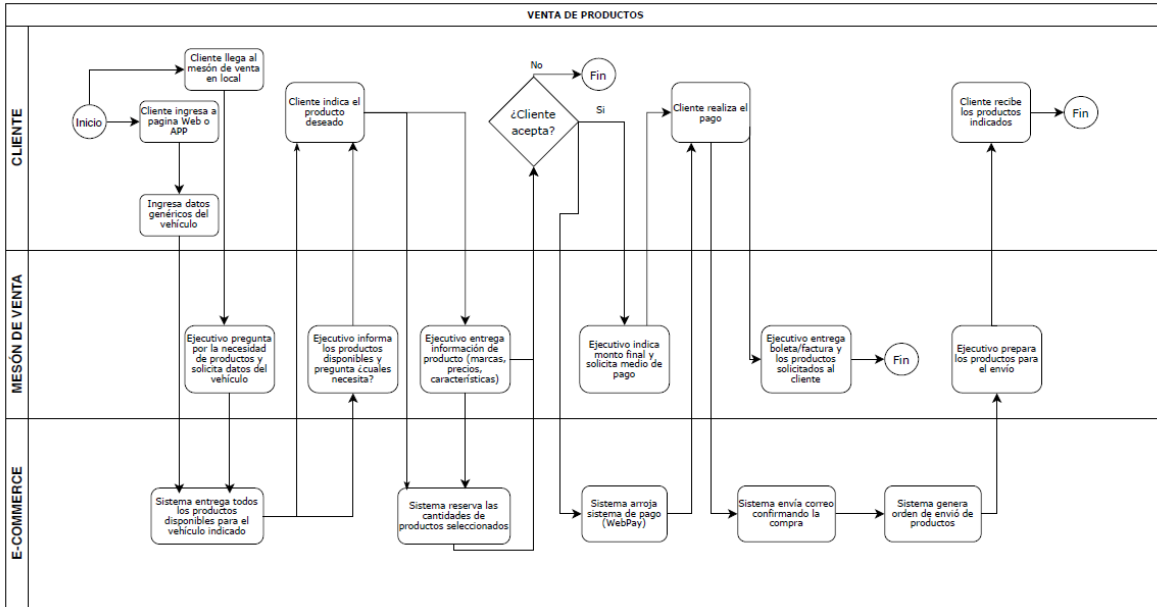 VENTA DE PRODUCTOS
CLIENTE
Inicio
Cliente llega al
mesón de venta
en local
Cliente ingresa a
pagina Web o
APP
Ingresa datos
genéricos del
vehículo
Cliente indica el
producto
deseado
¿Cliente
acepta?
No
Fin
Si
Cliente realiza el
pago
Cliente recibe
los productos
indicados
Fin
MESÓN DE VENTA
Ejecutivo pregunta
por la necesidad
de productos y
solicita datos del
vehículo
Ejecutivo informa
los productos
disponibles y
pregunta ¿cuales
necesita?
Ejecutivo entrega
información de
producto (marcas,
precios,
características)
Ejecutivo indica
monto final y
solicita medio de
pago
Ejecutivo entrega
boleta/factura y los
productos
solicitados al
cliente
Fin
Ejecutivo prepara
los productos para
el envío
E-COMMERCE
Sistema entrega todos
los productos
disponibles para el
vehículo indicado
Sistema reserva las
cantidades de
productos seleccionados
Sistema arroja
sistema de pago
(WebPay)
Sistema envía correo
confirmando la
compra
Sistema genera
orden de envió de
productos